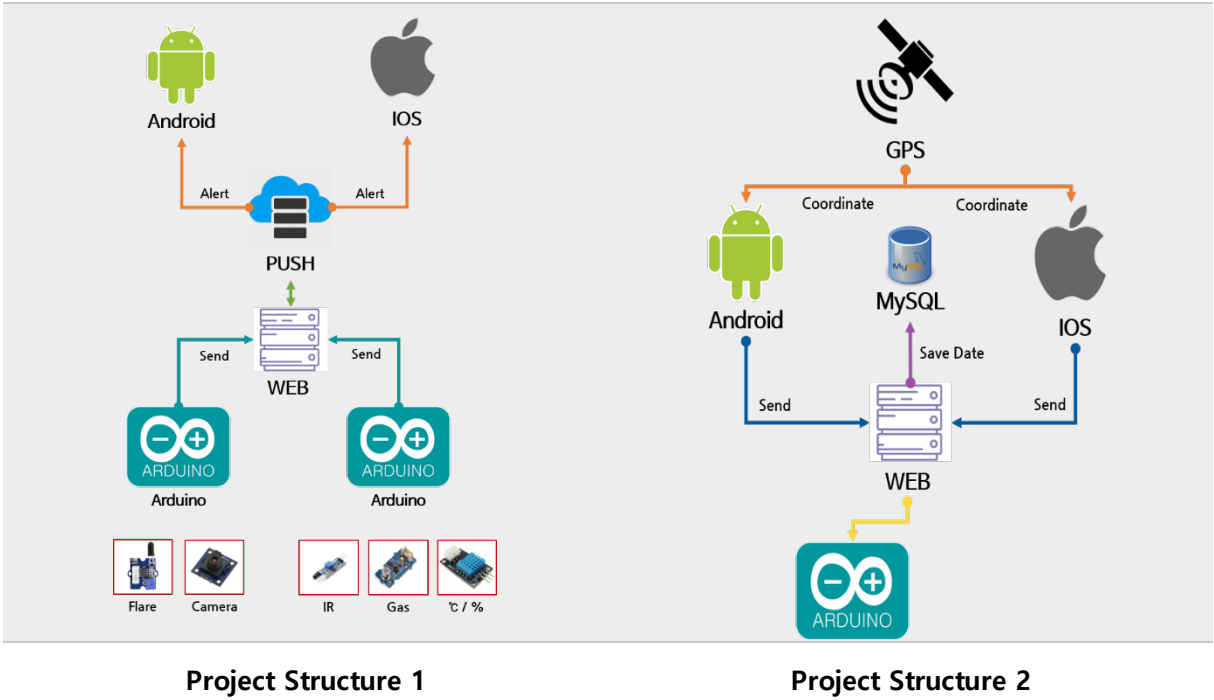 Android
IOS
Alert
Alert
PUSH
Send
Send
WEB
ARDUINO
ARDUINO
Arduino
Arduino
Flare
Camera
IR
Gas
℃ / %
Project Structure 1
GPS
Coordinate
Coordinate
MySQL
MySQL
Android
IOS
Save Date
Send
Send
WEB
ARDUINO
Project Structure 2